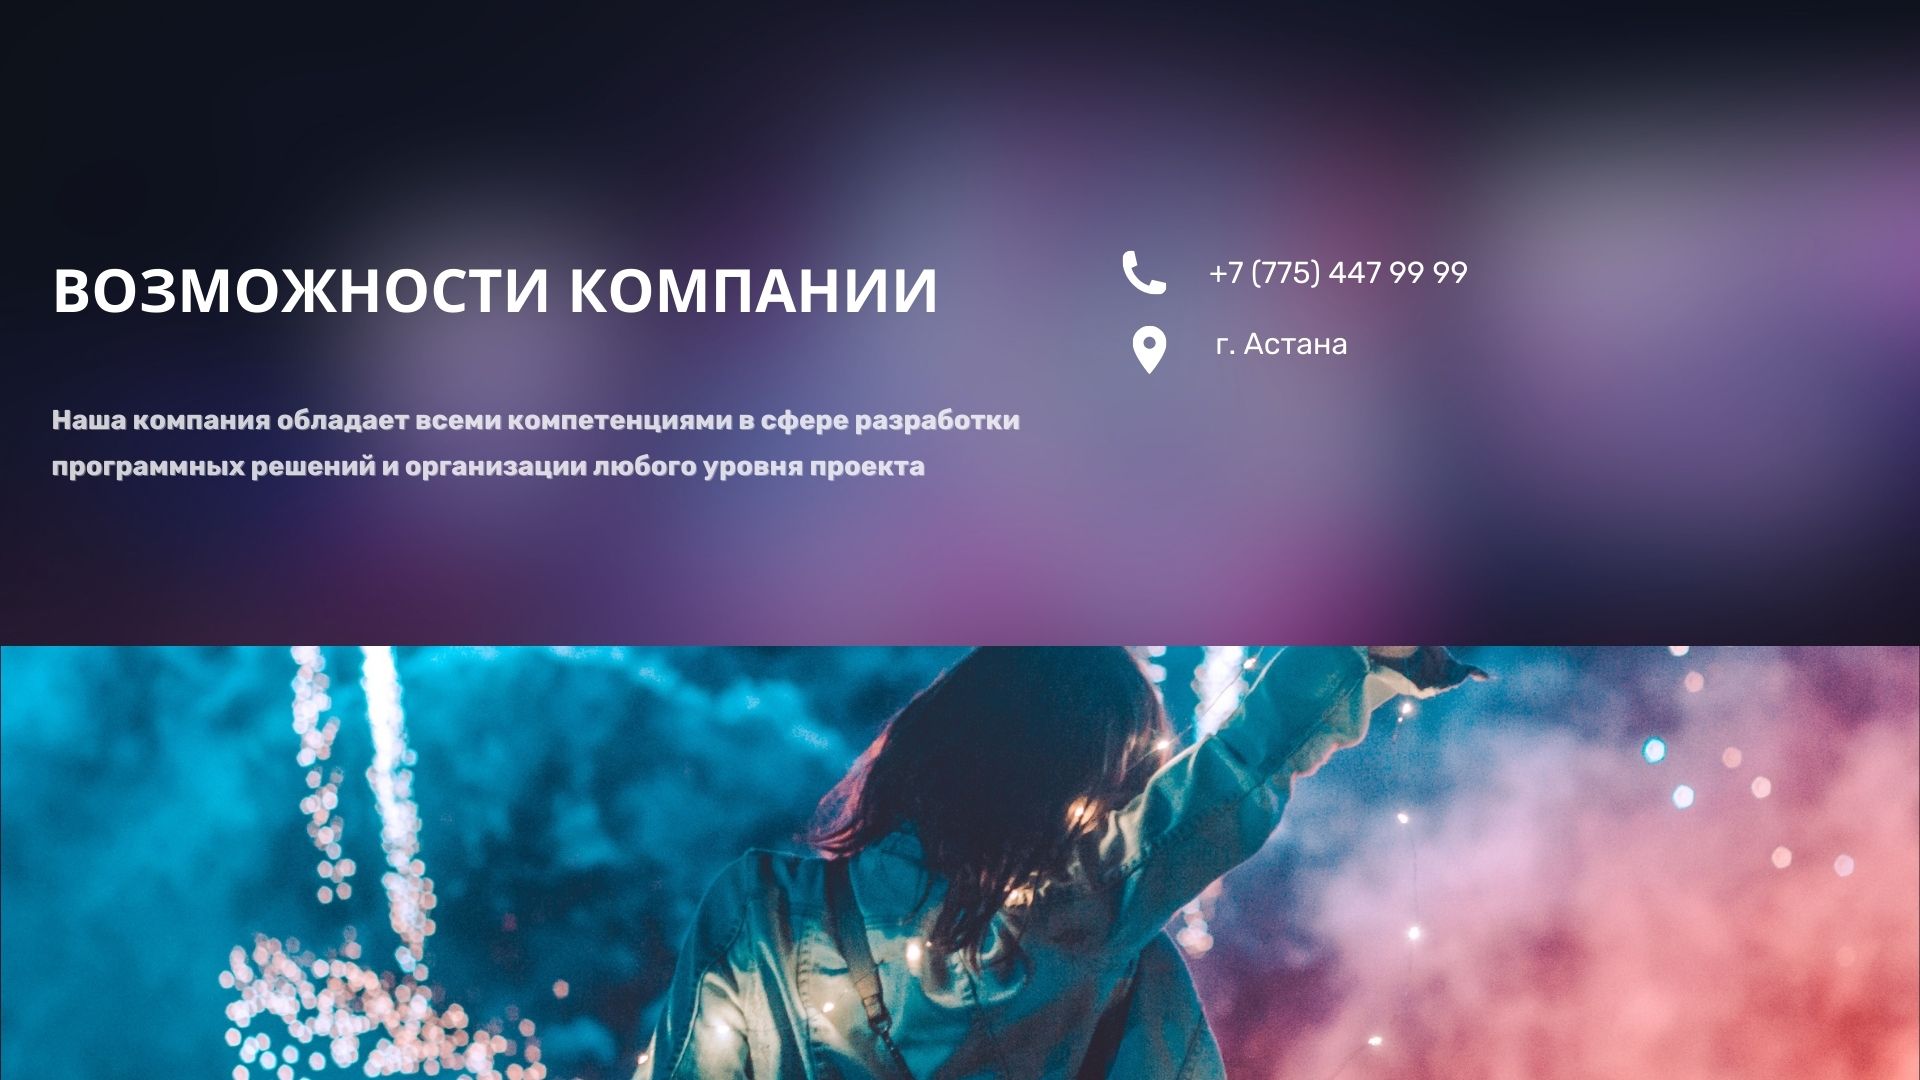 ВОЗМОЖНОСТИ КОМПАНИИ
Наша компания обладает всеми компетенциями в сфере разработки
программных решений и организации любого уровня проекта
+7 (775) 447 99 99
г. Астана